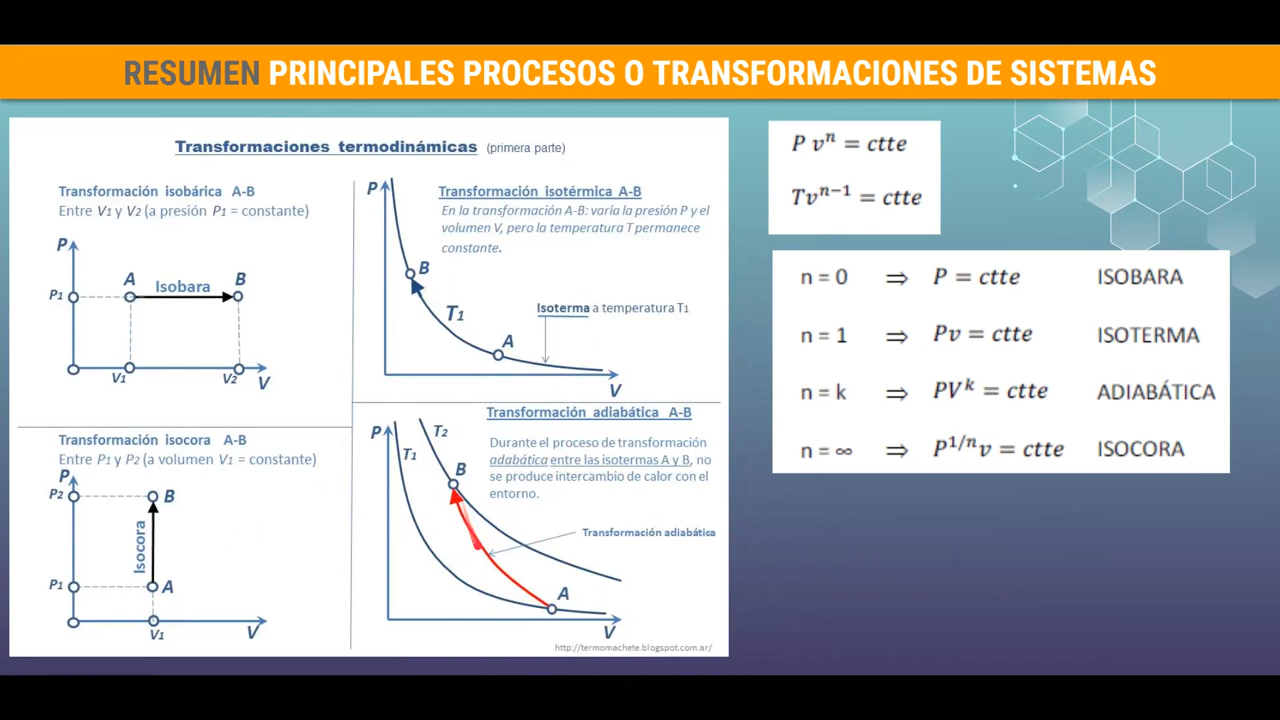 RESUMEN PRINCIPALES PROCESOS O TRANSFORMACIONES DE SISTEMAS
Transformaciones termodinámicas (primera parte)
Transformación isobárica A-B
Entre V1 y V2 (a presión P1 = constante)
P
A
B
Isobara
P1
V1
V2
V
Transformación isotérmica A-B
En la transformación A-B: varia la presión P y el
volumen V, pero la temperatura T permanece
constante.
P
B
T1
Isoterma a temperatura T1
A
V
Transformación isocora A-B
Entre P1 y P2 (a volumen V1 = constante)
P
P2
B
Isocora
P1
A
V1
V
Transformación adiabática A-B
Durante el proceso de transformación
adabática entre las isotermas A y B, no
se produce intercambio de calor con el
entorno.
P
T1
T2
B
Transformación adiabática
A
V
http://termomachete.blogspot.com.ar/
P vⁿ = ctte
Tvⁿ⁻¹ = ctte
n = 0 ⇒ P = ctte ISOBARA
n = 1 ⇒ Pv = ctte ISOTERMA
n = k ⇒ PVᵏ = ctte ADIABÁTICA
n = ∞ ⇒ P^1/n v = ctte ISOCORA